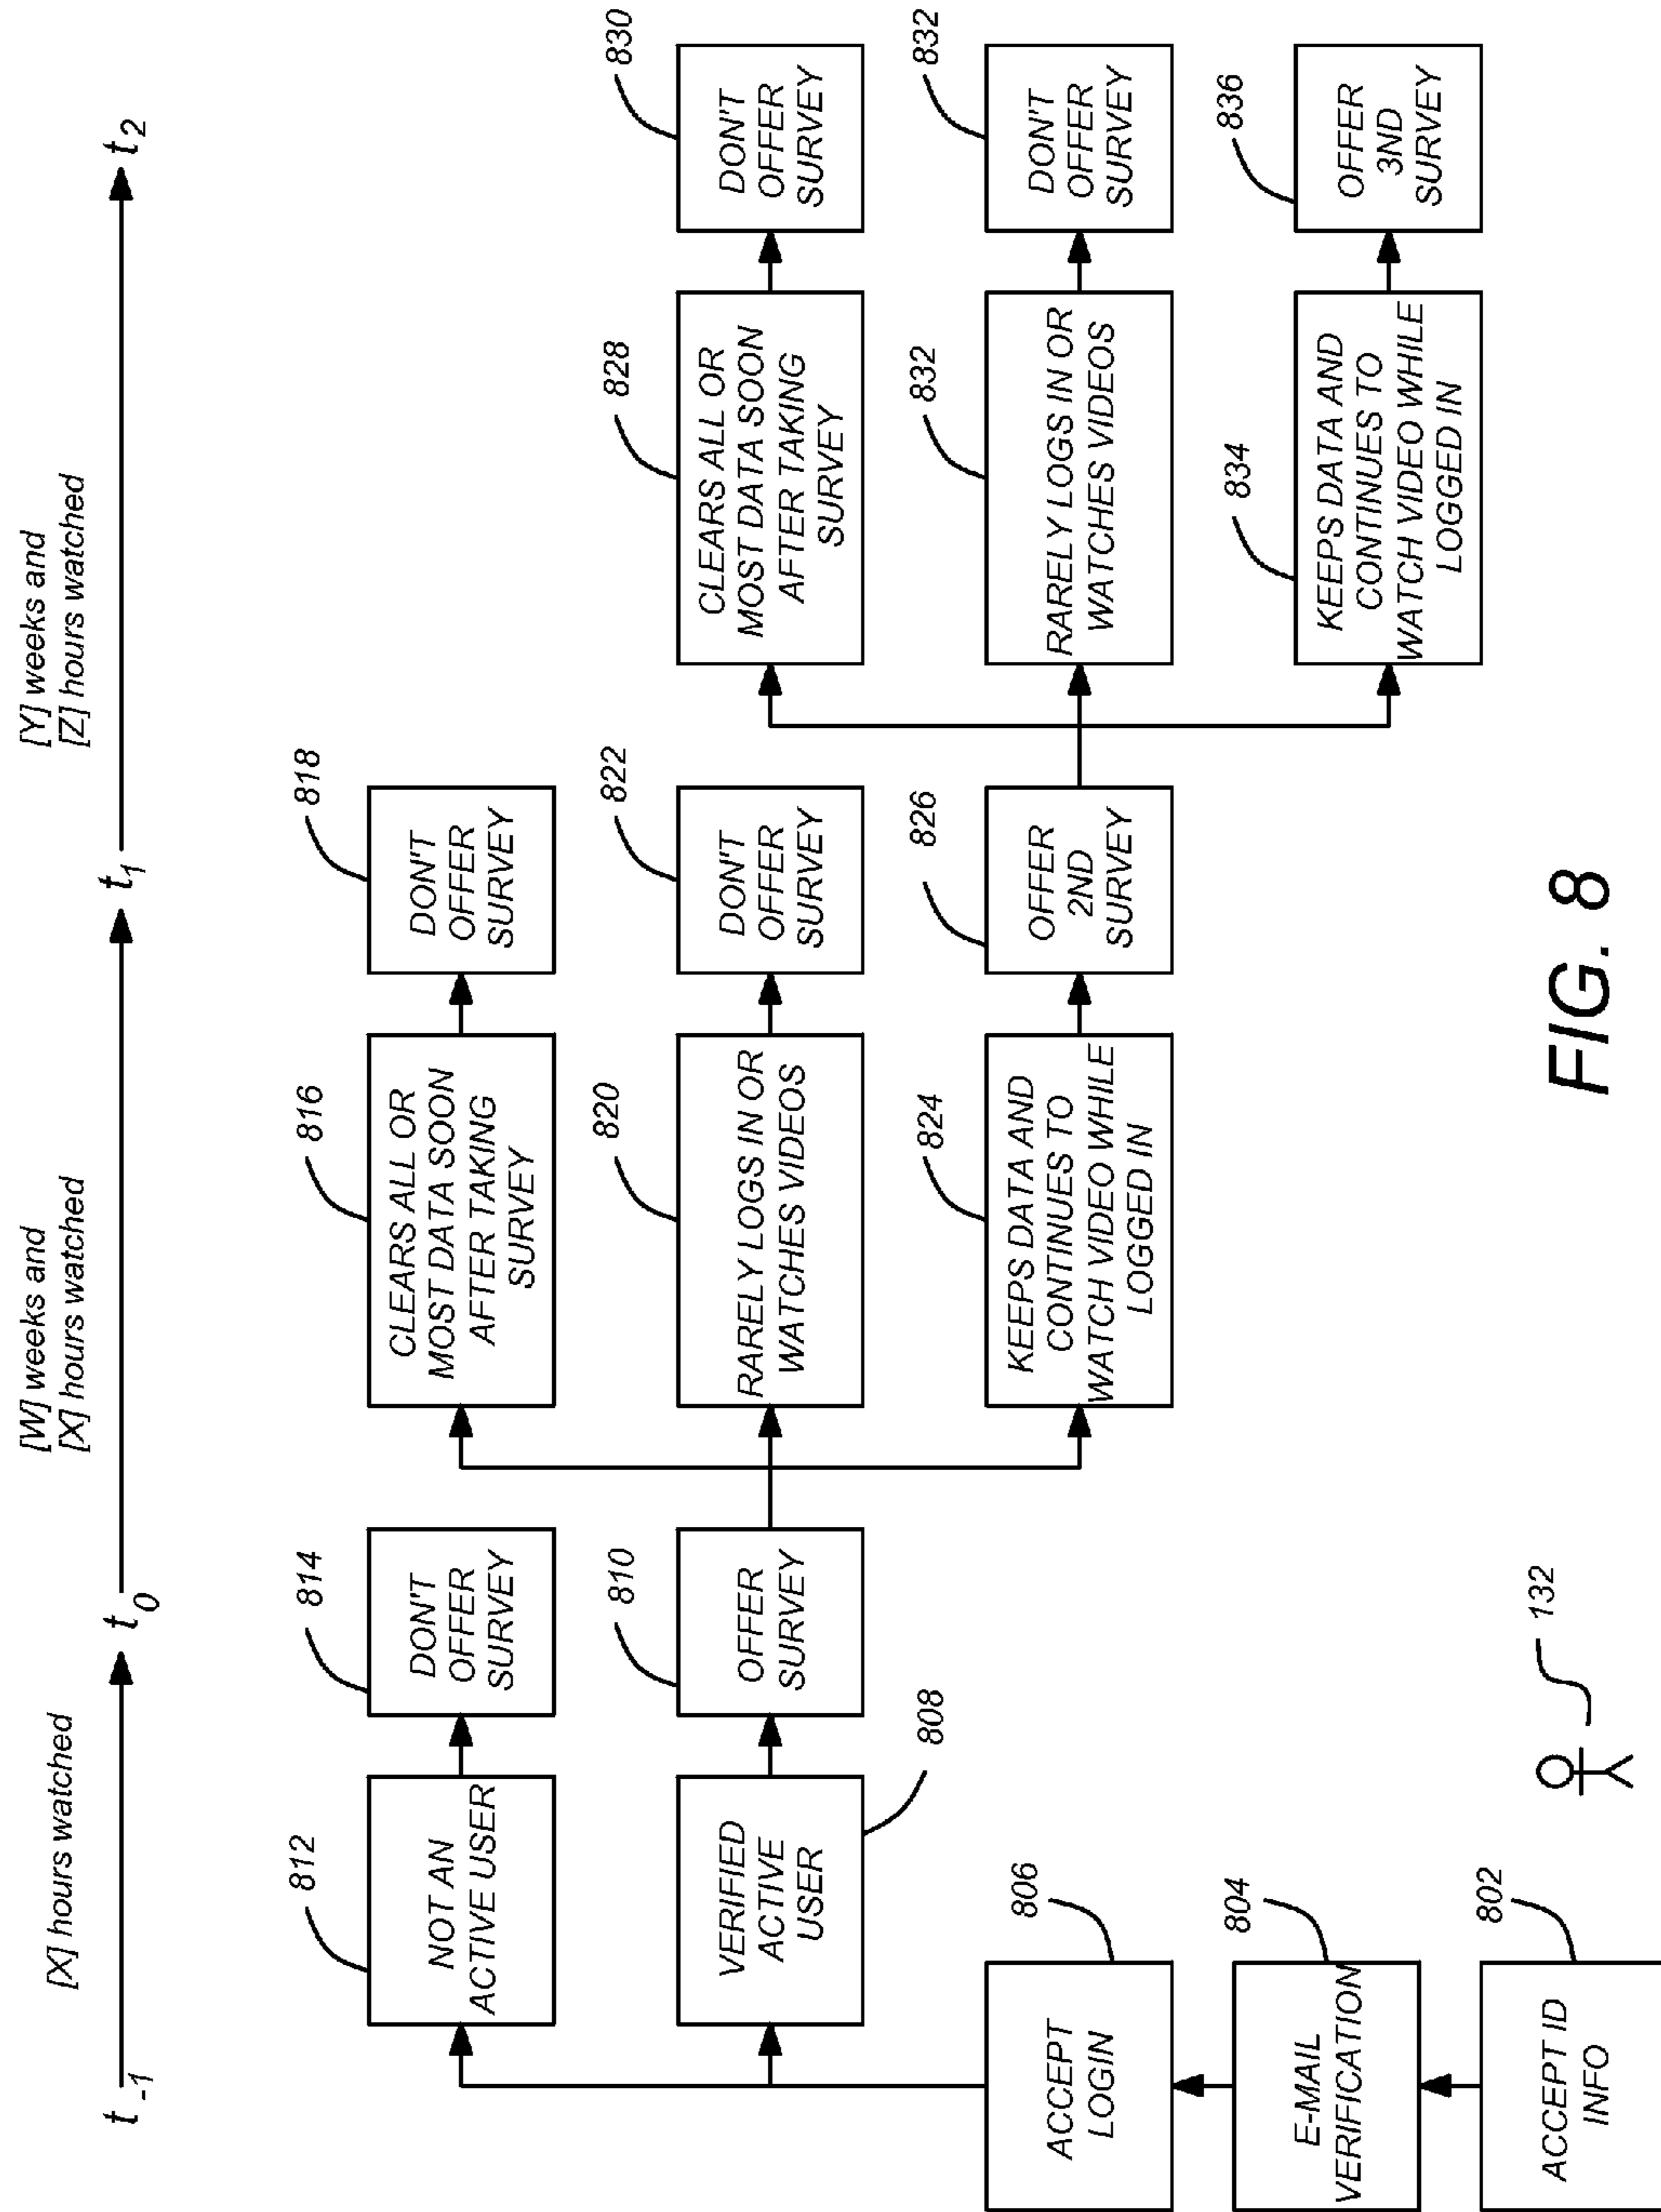 [X] hours watched
[W] weeks and
[X] hours watched
[Y] weeks and
[Z] hours watched
t-1
t0
t1
t2
812
NOT AN
ACTIVE USER
814
DON'T
OFFER
SURVEY
816
CLEARS ALL OR
MOST DATA SOON
AFTER TAKING
SURVEY
818
DON'T
OFFER
SURVEY
808
VERIFIED
ACTIVE
USER
810
OFFER
SURVEY
820
RARELY LOGS IN OR
WATCHES VIDEOS
822
DON'T
OFFER
SURVEY
828
CLEARS ALL OR
MOST DATA SOON
AFTER TAKING
SURVEY
830
DON'T
OFFER
SURVEY
806
ACCEPT
LOGIN
824
KEEPS DATA AND
CONTINUES TO
WATCH VIDEO WHILE
LOGGED IN
826
OFFER
2ND
SURVEY
832
RARELY LOGS IN OR
WATCHES VIDEOS
832
DON'T
OFFER
SURVEY
804
E-MAIL
VERIFICATION
834
KEEPS DATA AND
CONTINUES TO
WATCH VIDEO WHILE
LOGGED IN
836
OFFER
3ND
SURVEY
802
ACCEPT ID
INFO
132
FIG. 8